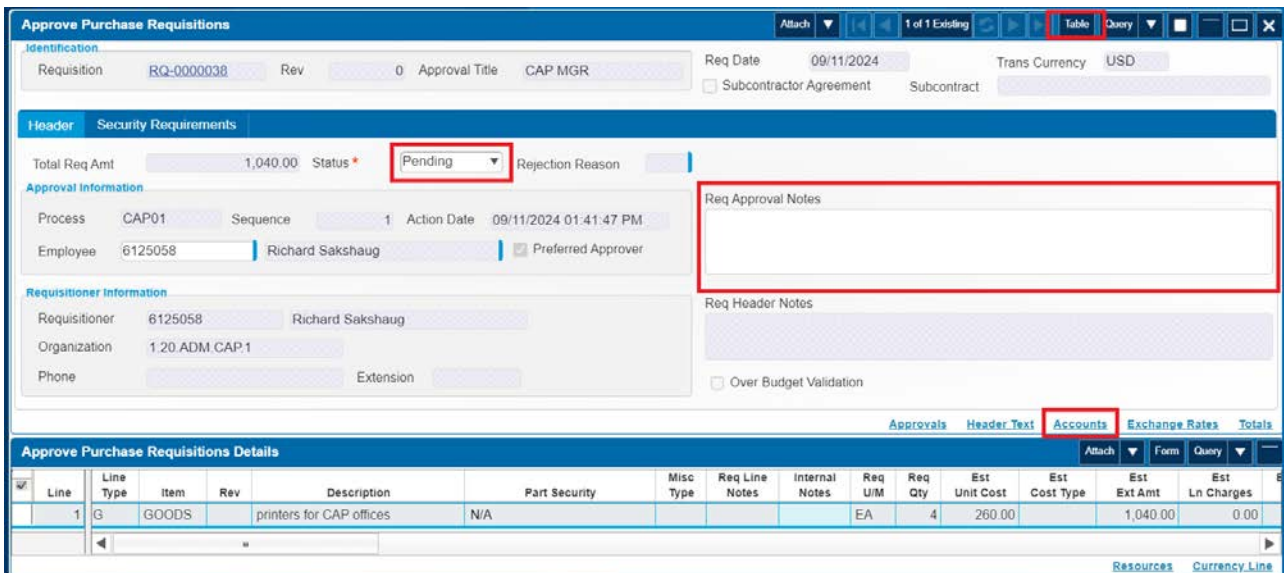 Approve Purchase Requisitions Attach 1 of 1 Existing Table Query
Identification
Requisition RQ-0000038 Rev 0 Approval Title CAP MGR Req Date 09/11/2024 Trans Currency USD
Subcontractor Agreement Subcontract
Header Security Requirements
Total Req Amt 1,040.00 Status * Pending Rejection Reason
Approval Information
Req Approval Notes
Process CAP01 Sequence 1 Action Date 09/11/2024 01:41:47 PM
Employee 6125058 Richard Sakshaug Preferred Approver
Requisitioner Information
Req Header Notes
Requisitioner 6125058 Richard Sakshaug
Organization 1.20.ADM.CAP.1
Phone Extension
Over Budget Validation
Approvals Header Text Accounts Exchange Rates Totals
Approve Purchase Requisitions Details Attach Form Query
Line Line Type Item Rev Description Part Security Misc Type Req Line Notes Internal Notes Req U/M Req Qty Est Unit Cost Est Cost Type Est Ext Amt Est Ln Charges
1 G GOODS printers for CAP offices N/A EA 4 260.00 1,040.00 0.00
Resources Currency Line